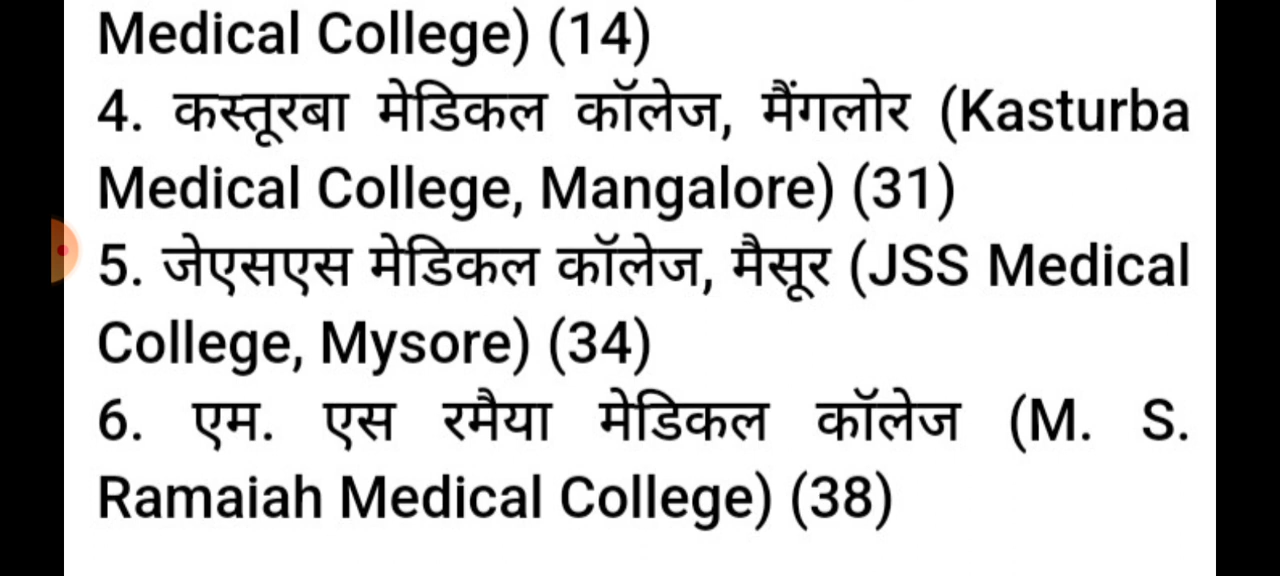 Medical College) (14)
4. कस्तूरबा मेडिकल कॉलेज, मैंगलोर (Kasturba
Medical College, Mangalore) (31)
5. जेएसएस मेडिकल कॉलेज, मैसूर (JSS Medical
College, Mysore) (34)
6. एम. एस रमैया मेडिकल कॉलेज (M. S.
Ramaiah Medical College) (38)